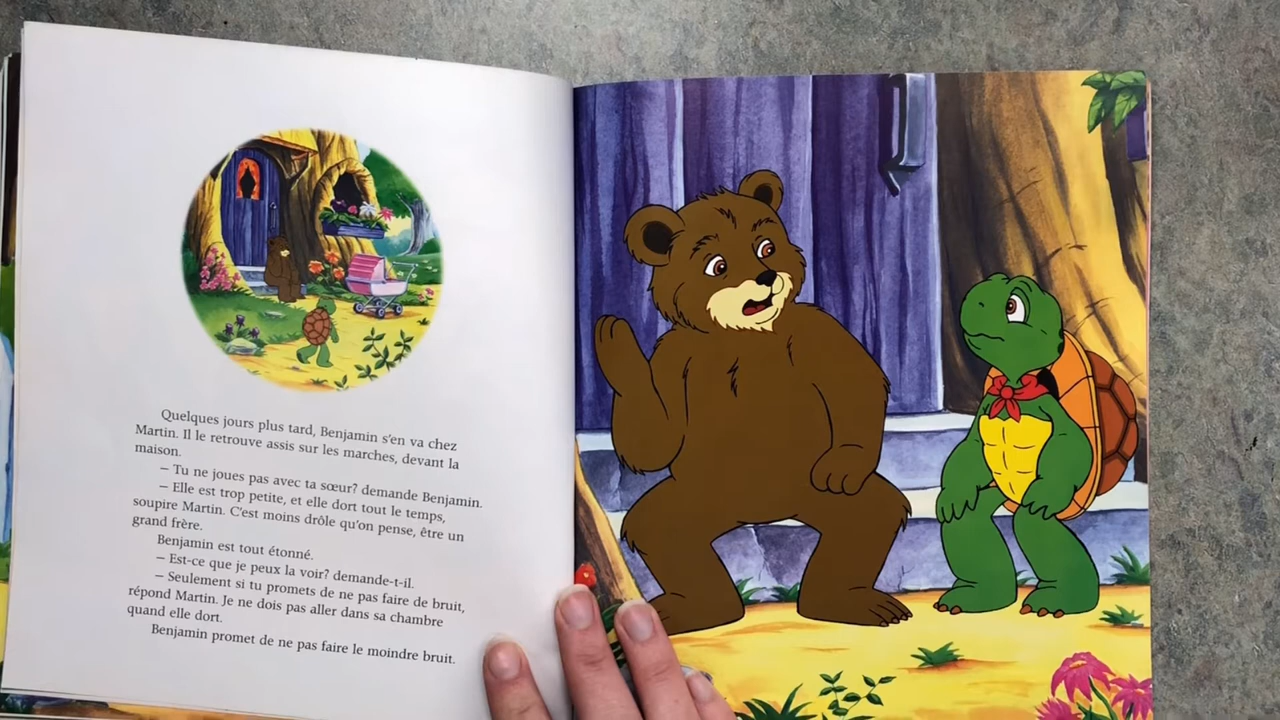 Quelques jours plus tard, Benjamin s'en va chez
Martin. Il le retrouve assis sur les marches, devant la
maison.
– Tu ne joues pas avec ta sœur? demande Benjamin.
– Elle est trop petite, et elle dort tout le temps,
soupire Martin. C'est moins drôle qu'on pense, être un
grand frère.
Benjamin est tout étonné.
– Est-ce que je peux la voir? demande-t-il.
– Seulement si tu promets de ne pas faire de bruit,
répond Martin. Je ne dois pas aller dans sa chambre
quand elle dort.
Benjamin promet de ne pas faire le moindre bruit.